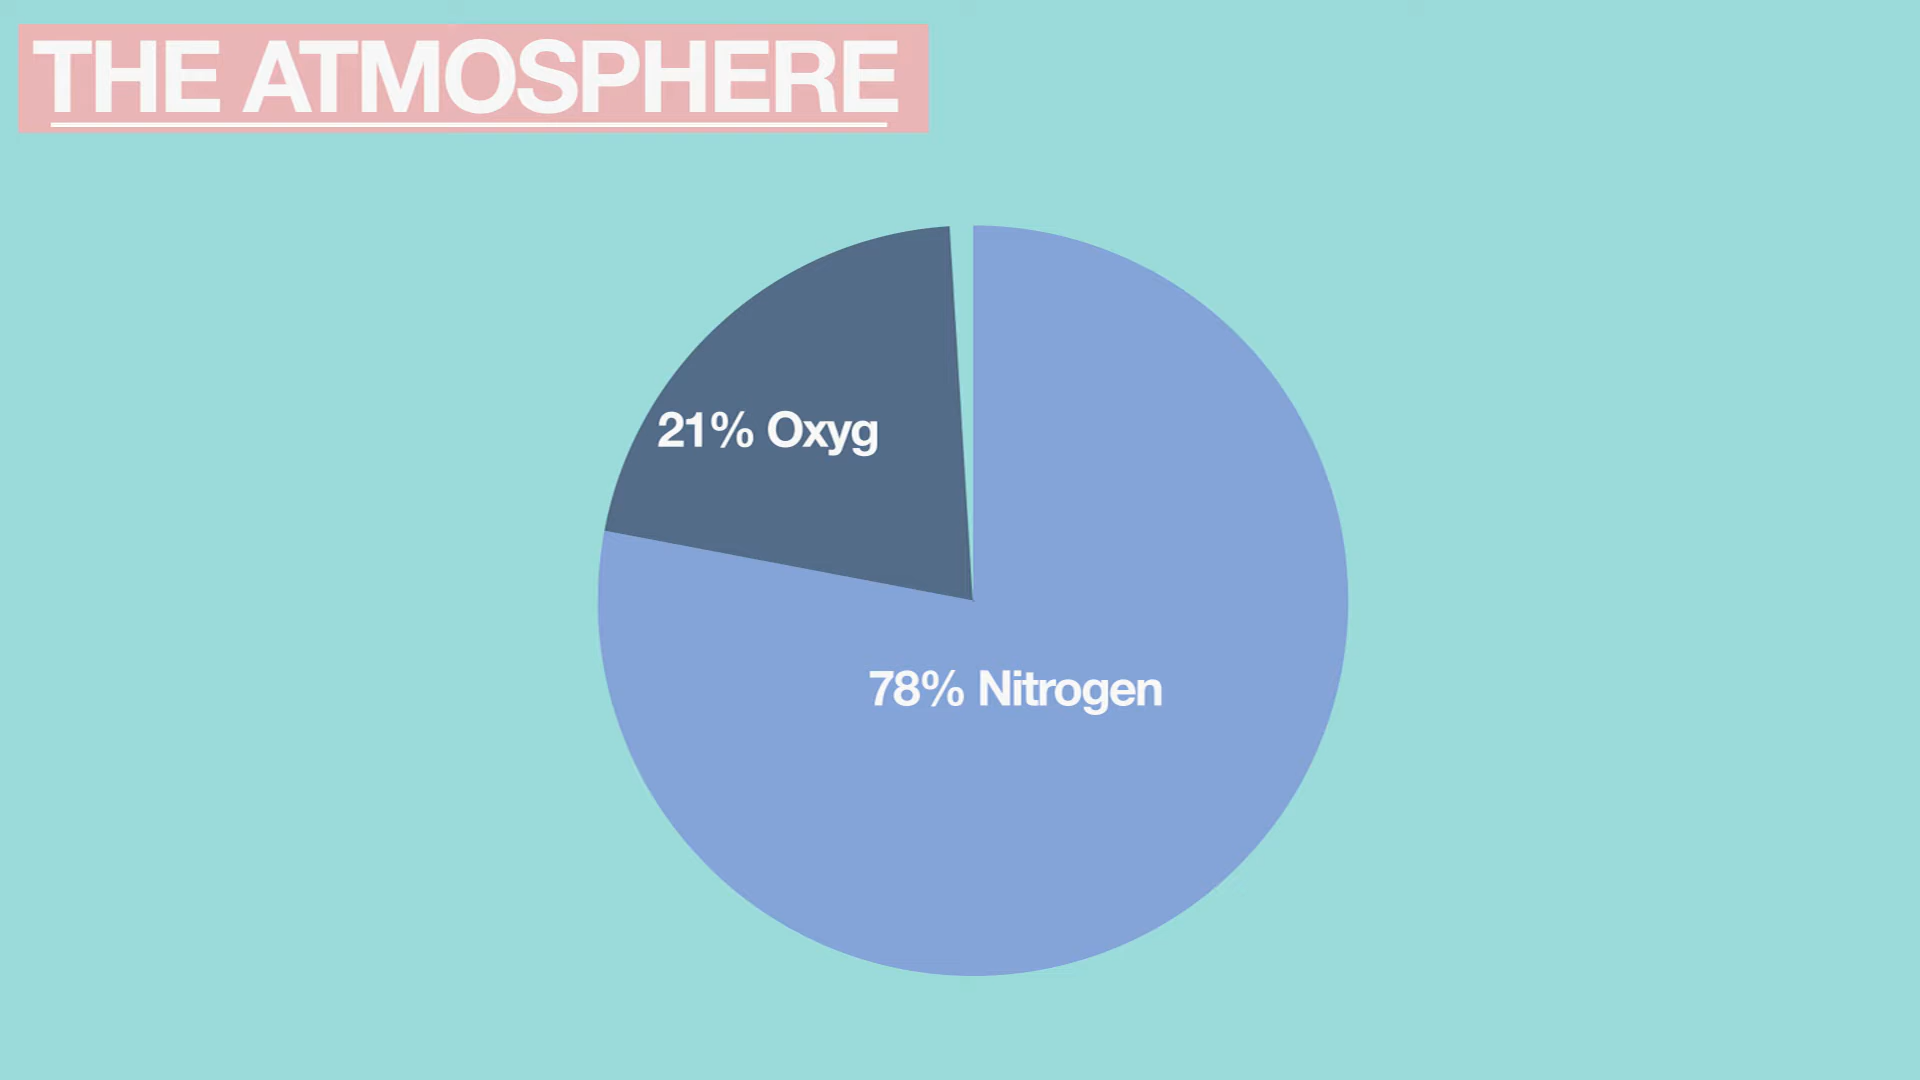 THE ATMOSPHERE
21% Oxyg
78% Nitrogen